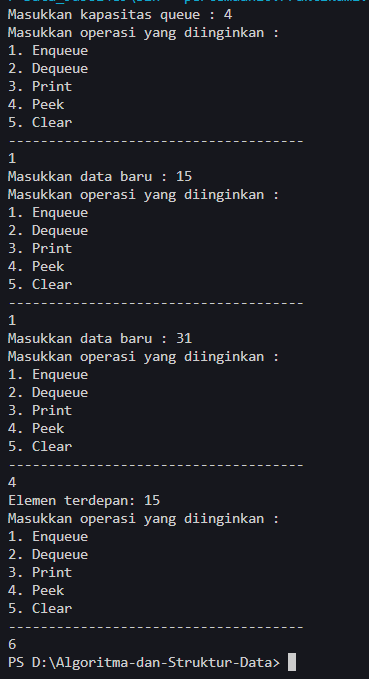 Masukkan kapasitas queue : 4
Masukkan operasi yang diinginkan :
1. Enqueue
2. Dequeue
3. Print
4. Peek
5. Clear
-------------------------------------
1
Masukkan data baru : 15
Masukkan operasi yang diinginkan :
1. Enqueue
2. Dequeue
3. Print
4. Peek
5. Clear
-------------------------------------
1
Masukkan data baru : 31
Masukkan operasi yang diinginkan :
1. Enqueue
2. Dequeue
3. Print
4. Peek
5. Clear
-------------------------------------
4
Elemen terdepan: 15
Masukkan operasi yang diinginkan :
1. Enqueue
2. Dequeue
3. Print
4. Peek
5. Clear
-------------------------------------
6
PS D:\Algoritma-dan-Struktur-Data>